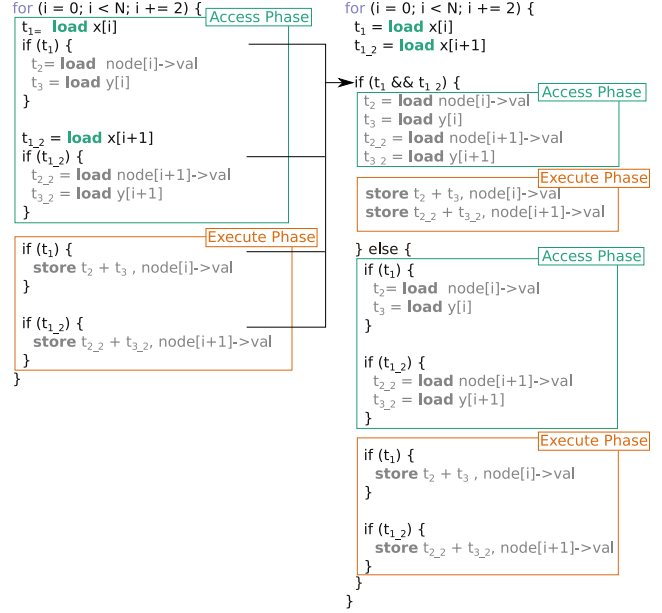 for (i = 0; i < N; i += 2) {
Access Phase
t1= load x[i]
if (t1) {
t2= load node[i]->val
t3 = load y[i]
}
t1_2 = load x[i+1]
if (t1_2) {
t2_2 = load node[i+1]->val
t3_2 = load y[i+1]
}
Execute Phase
if (t1) {
store t2 + t3 , node[i]->val
}
if (t1_2) {
store t2_2 + t3_2, node[i+1]->val
}
}
for (i = 0; i < N; i += 2) {
t1 = load x[i]
t1_2 = load x[i+1]
if (t1 && t1_2) {
Access Phase
t2 = load node[i]->val
t3 = load y[i]
t2_2 = load node[i+1]->val
t3_2 = load y[i+1]
Execute Phase
store t2 + t3, node[i]->val
store t2_2 + t3_2, node[i+1]->val
} else {
Access Phase
if (t1) {
t2= load node[i]->val
t3 = load y[i]
}
if (t1_2) {
t2_2 = load node[i+1]->val
t3_2 = load y[i+1]
}
Execute Phase
if (t1) {
store t2 + t3 , node[i]->val
}
if (t1_2) {
store t2_2 + t3_2, node[i+1]->val
}
}
}